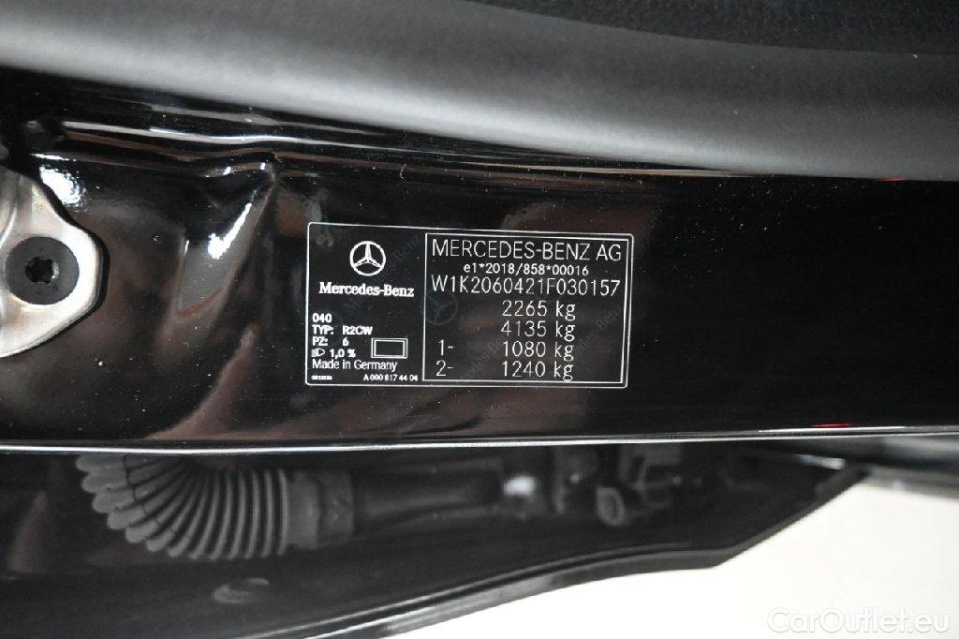 Mercedes-Benz
040
TYP: R2CW
PZ: 6
1,0 %
Made in Germany
A 000 817 44 04
MERCEDES-BENZ AG
e1*2018/858*00016
W1K2060421F030157
2265 kg
4135 kg
1- 1080 kg
2- 1240 kg
CarOutlet.eu